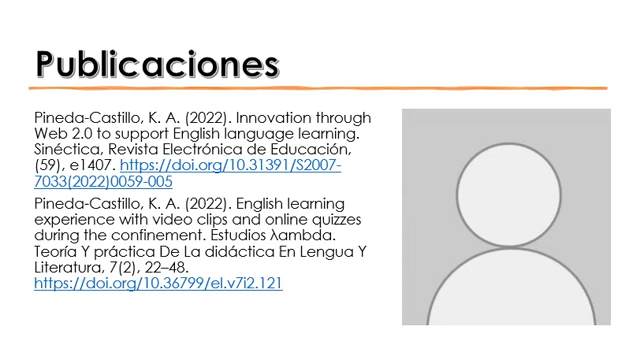 Publicaciones
Pineda-Castillo, K. A. (2022). Innovation through
Web 2.0 to support English language learning.
Sinéctica, Revista Electrónica de Educación,
(59), e1407. https://doi.org/10.31391/S2007-
7033(2022)0059-005
Pineda-Castillo, K. A. (2022). English learning
experience with video clips and online quizzes
during the confinement. Estudios λambda.
Teoría Y práctica De La didáctica En Lengua Y
Literatura, 7(2), 22–48.
https://doi.org/10.36799/el.v7i2.121